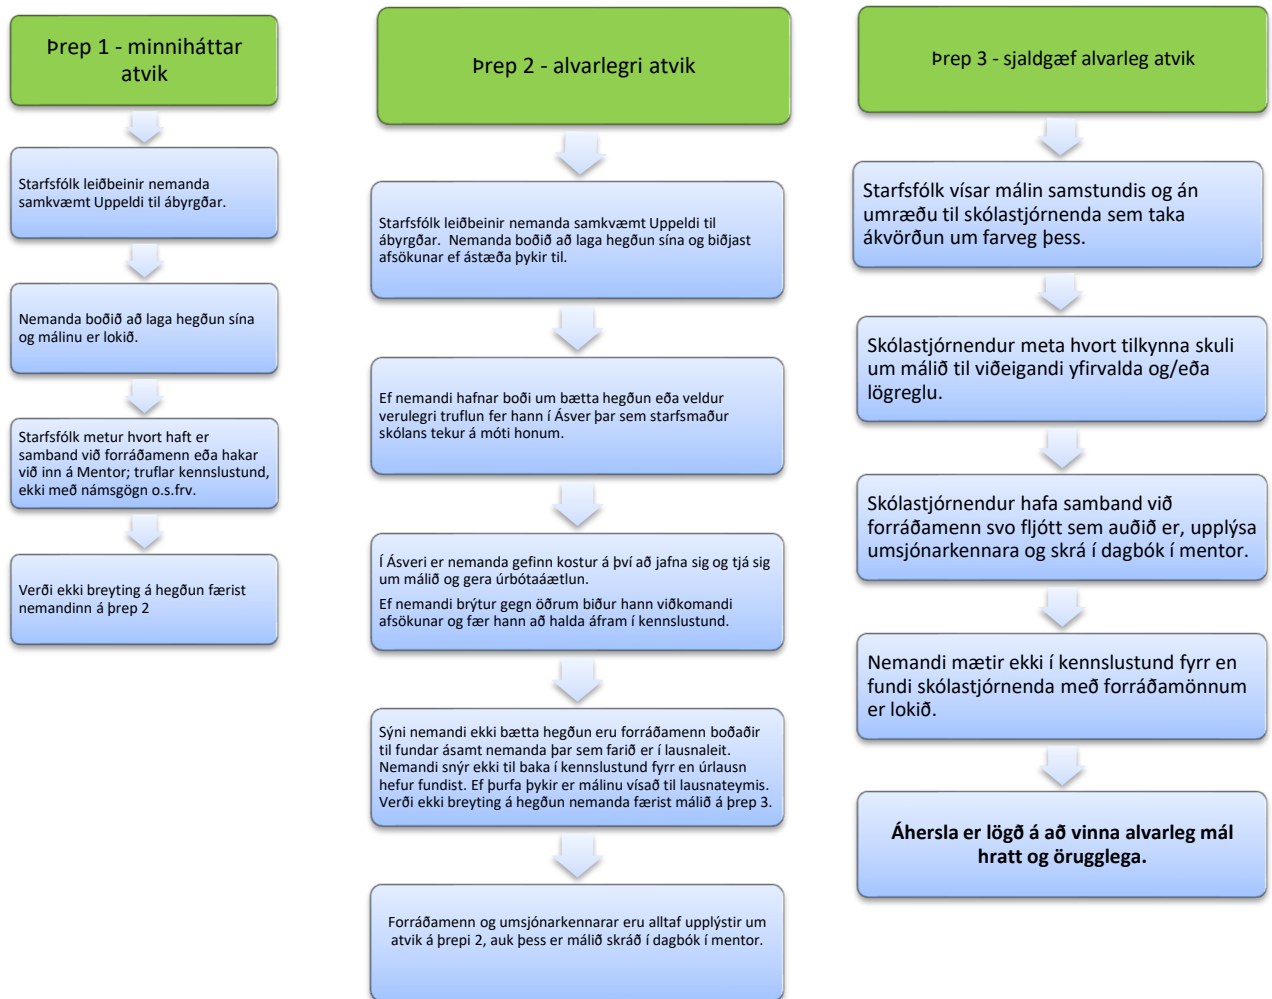 Þrep 1 - minniháttar
atvik
Starfsfólk leiðbeinir nemanda
samkvæmt Uppeldi til ábyrgðar.
Nemanda boðið að laga hegðun sína
og málinu er lokið.
Starfsfólk metur hvort haft er
samband við forráðamenn eða hakar
við inn á Mentor; truflar kennslustund,
ekki með námsgögn o.s.frv.
Verði ekki breyting á hegðun færist
nemandinn á þrep 2
Þrep 2 - alvarlegri atvik
Starfsfólk leiðbeinir nemanda samkvæmt Uppeldi til
ábyrgðar. Nemanda boðið að laga hegðun sína og biðjast
afsökunar ef ástæða þykir til.
Ef nemandi hafnar boði um bætta hegðun eða veldur
verulegri truflun fer hann í Ásver þar sem starfsmaður
skólans tekur á móti honum.
Í Ásveri er nemanda gefinn kostur á því að jafna sig og tjá sig
um málið og gera úrbótaáætlun.
Ef nemandi brýtur gegn öðrum biður hann viðkomandi
afsökunar og fær hann að halda áfram í kennslustund.
Sýni nemandi ekki bætta hegðun eru forráðamenn boðaðir
til fundar ásamt nemanda þar sem farið er í lausnaleit.
Nemandi snýr ekki til baka í kennslustund fyrr en úrlausn
hefur fundist. Ef þurfa þykir er málinu vísað til lausnateymis.
Verði ekki breyting á hegðun nemanda færist málið á þrep 3.
Forráðamenn og umsjónarkennarar eru alltaf upplýstir um
atvik á þrepi 2, auk þess er málið skráð í dagbók í mentor.
Þrep 3 - sjaldgæf alvarleg atvik
Starfsfólk vísar málin samstundis og án
umræðu til skólastjórnenda sem taka
ákvörðun um farveg þess.
Skólastjórnendur meta hvort tilkynna skuli
um málið til viðeigandi yfirvalda og/eða
lögreglu.
Skólastjórnendur hafa samband við
forráðamenn svo fljótt sem auðið er, upplýsa
umsjónarkennara og skrá í dagbók í mentor.
Nemandi mætir ekki í kennslustund fyrr en
fundi skólastjórnenda með forráðamönnum
er lokið.
Áhersla er lögð á að vinna alvarleg mál
hratt og örugglega.